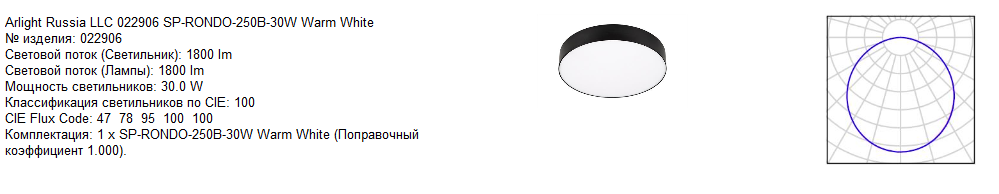 Arlight Russia LLC 022906 SP-RONDO-250B-30W Warm White
№ изделия: 022906
Световой поток (Светильник): 1800 lm
Световой поток (Лампы): 1800 lm
Мощность светильников: 30.0 W
Классификация светильников по CIE: 100
CIE Flux Code: 47 78 95 100 100
Комплектация: 1 x SP-RONDO-250B-30W Warm White (Поправочный
коэффициент 1.000).